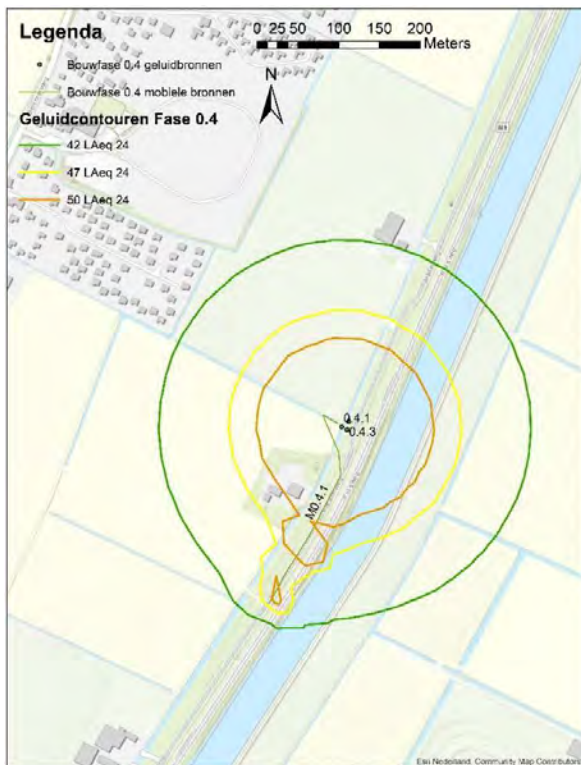 Legenda
Bouwfase 0.4 geluidbronnen
Bouwfase 0.4 mobiele bronnen
Geluidcontouren Fase 0.4
42 LAeq 24
47 LAeq 24
50 LAeq 24
0 25 50 100 150 200
Meters
N
0.4.1
0.4.3
M0.4.1
Esri Nederland, Community Map Contributors